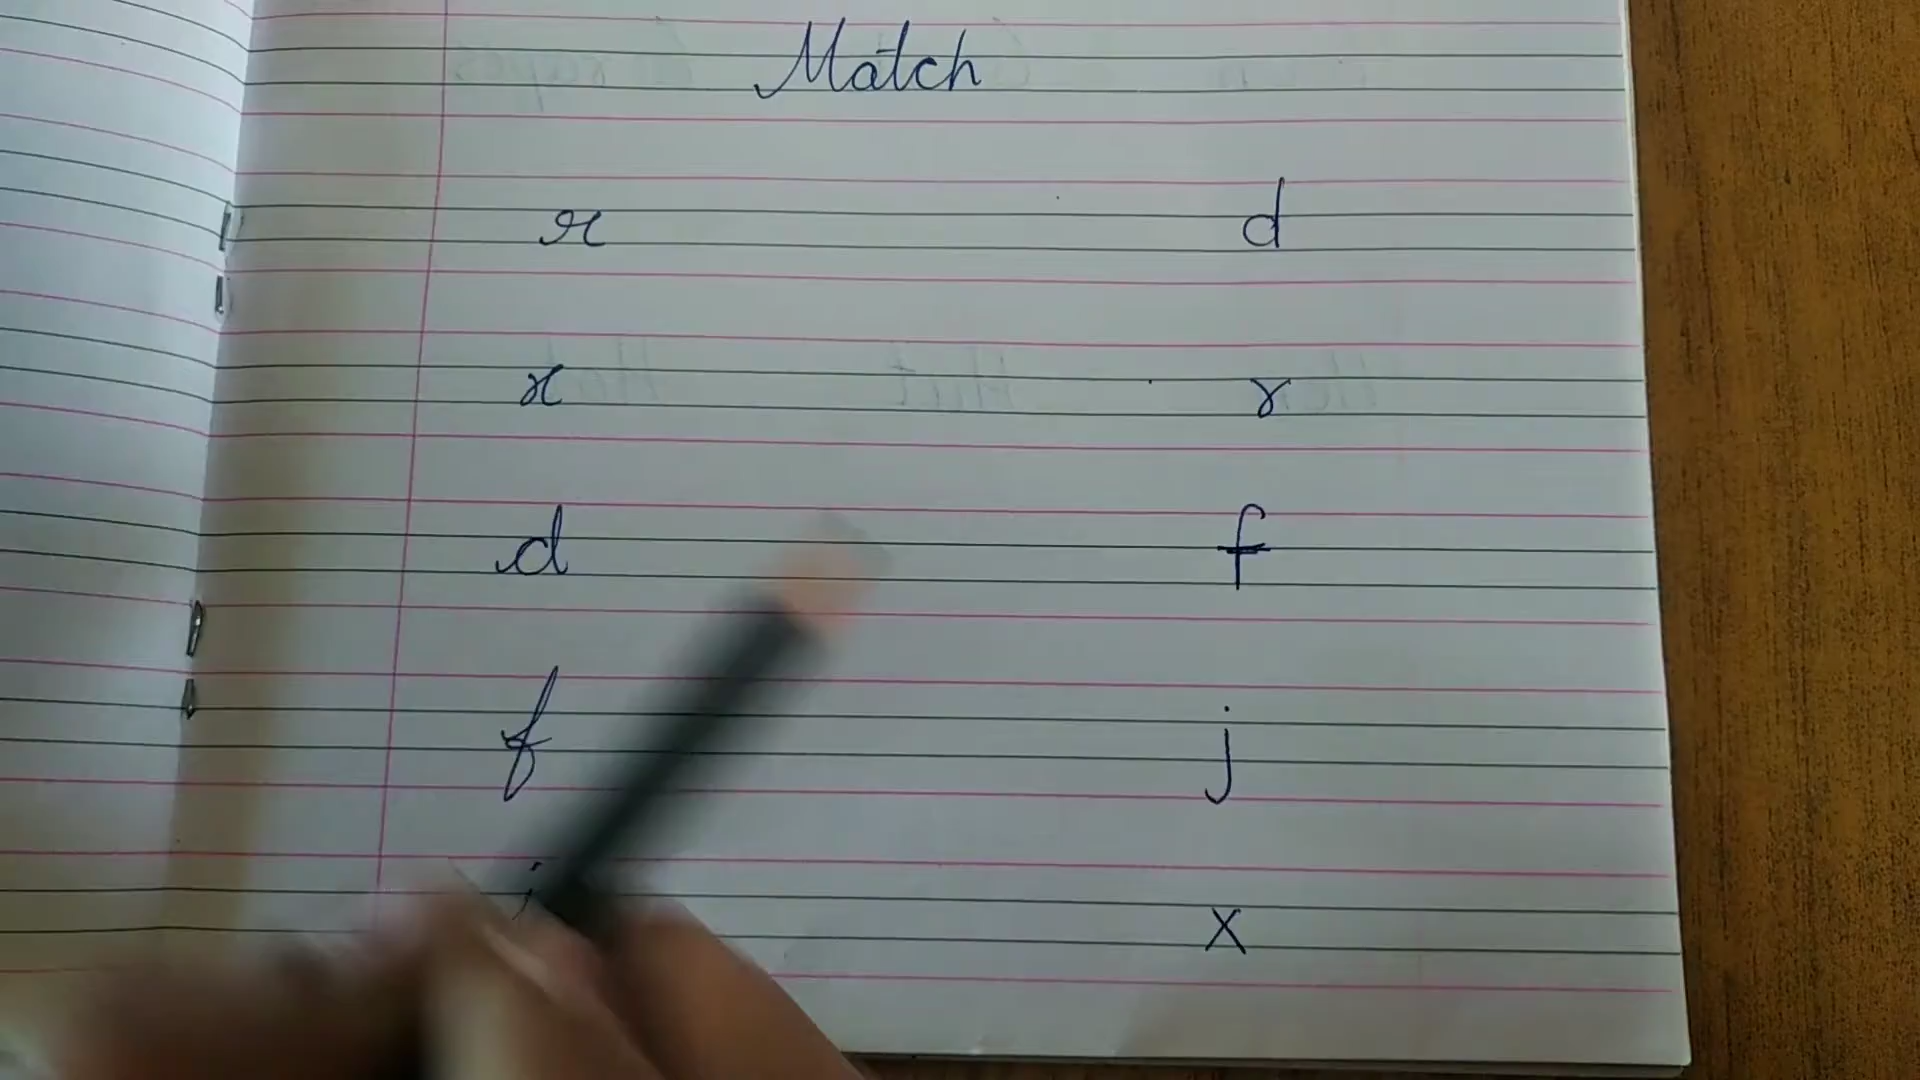 Match
r d
x r
d f
f j
j x